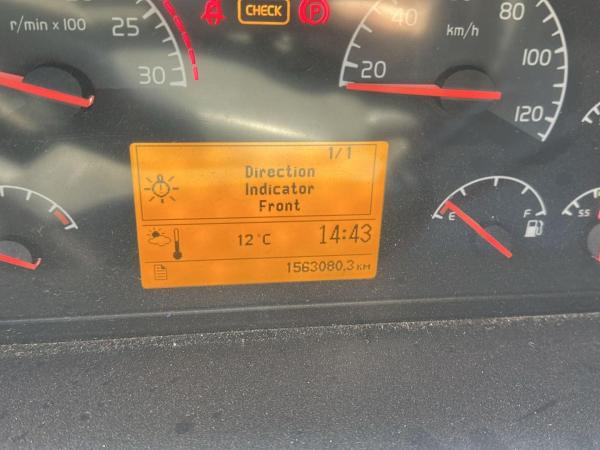 r/min x 100
25
30
CHECK
P
40
20
80
100
120
km/h
1/1
Direction
Indicator
Front
12°C
14:43
1563080,3 KM
E
F
SS